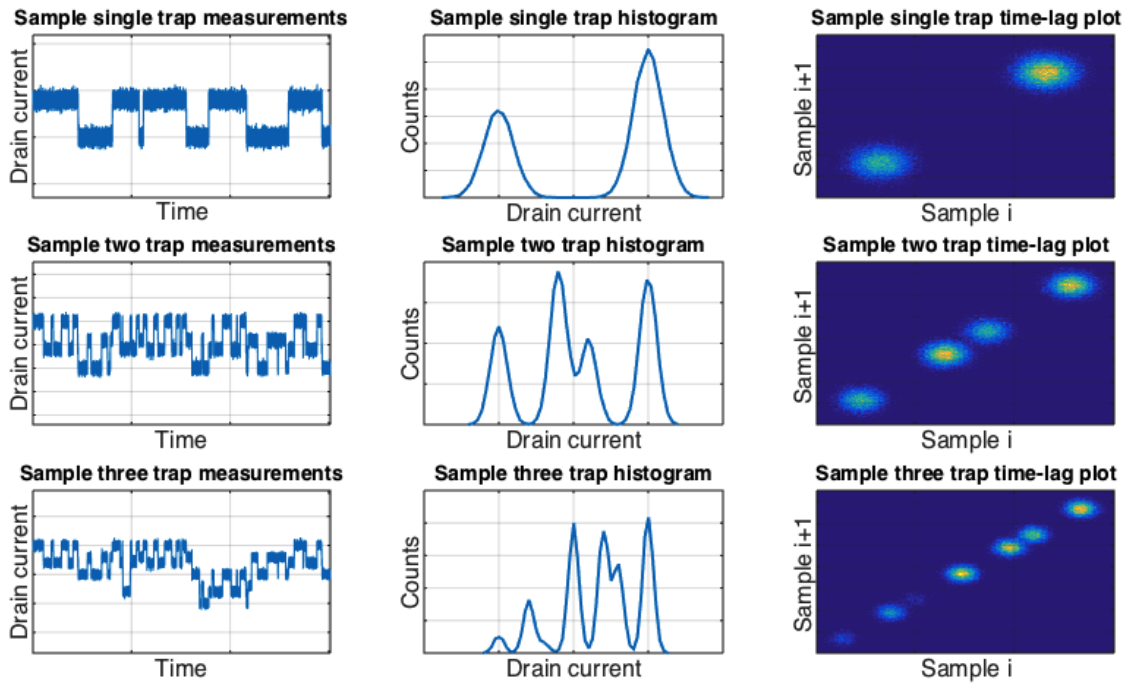 Sample single trap measurements
Drain current
Time
Sample single trap histogram
Counts
Drain current
Sample single trap time-lag plot
Sample i+1
Sample i
Sample two trap measurements
Drain current
Time
Sample two trap histogram
Counts
Drain current
Sample two trap time-lag plot
Sample i+1
Sample i
Sample three trap measurements
Drain current
Time
Sample three trap histogram
Counts
Drain current
Sample three trap time-lag plot
Sample i+1
Sample i